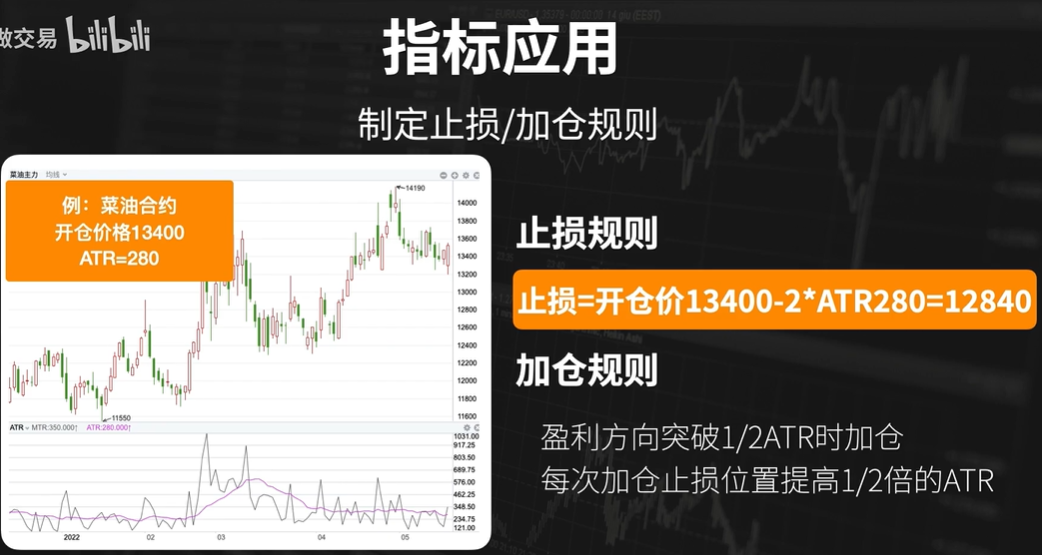 做交易 bilibili
指标应用
制定止损/加仓规则
菜油主力 均线
例：菜油合约
开仓价格13400
ATR=280
14190
14000
13600
13400
13000
12800
12600
12200
12000
11600
11550
ATR = MTR:350.000↑ ATR:280.000↑
1031.00
917.25
803.50
689.75
576.00
462.25
348.50
234.75
121.00
2022 02 03 04 05
止损规则
止损=开仓价13400-2*ATR280=12840
加仓规则
盈利方向突破1/2ATR时加仓
每次加仓止损位置提高1/2倍的ATR